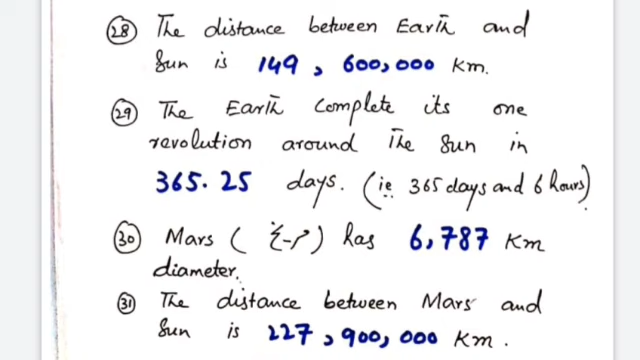 28 The distance between Earth and
Sun is 149,600,000 Km.
29 The Earth Complete its one
revolution around The Sun in
365.25 days. (ie 365 days and 6 hours)
30 Mars (مریخ) has 6,787 Km
diameter.
31 The distance between Mars and
Sun is 227,900,000 Km.